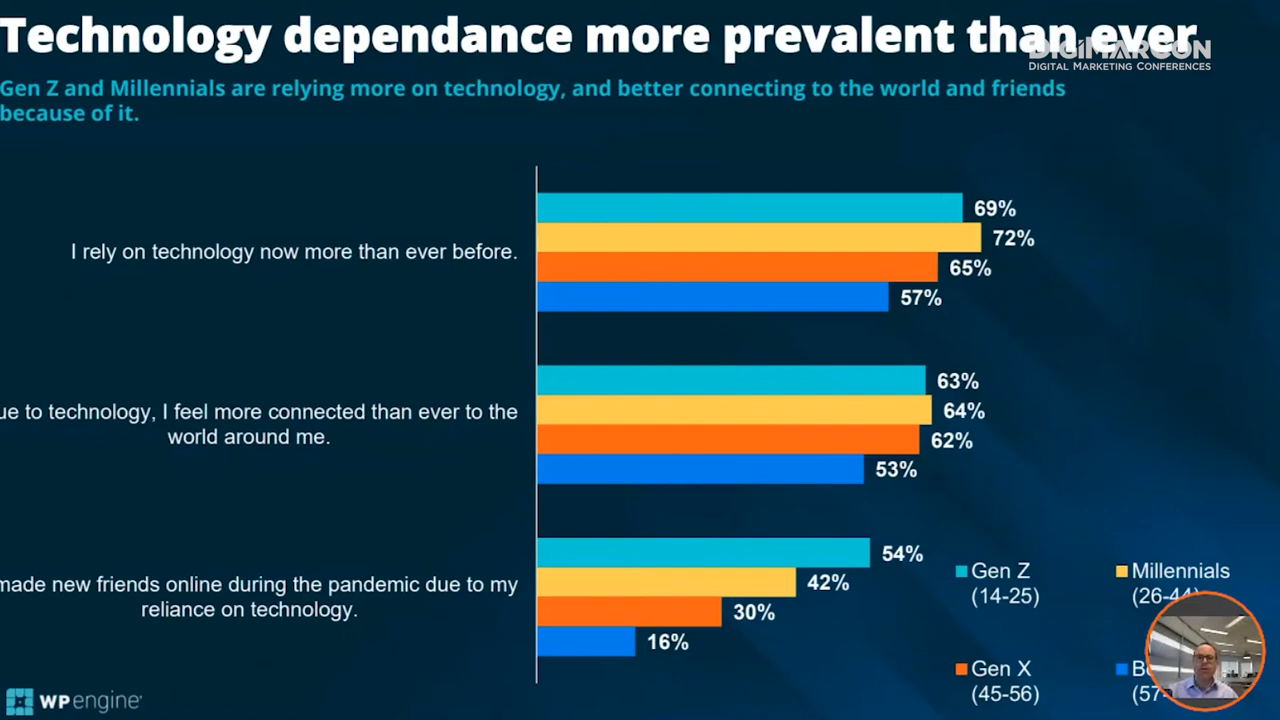 Technology dependance more prevalent than ever
DIGIMARCON
DIGITAL MARKETING CONFERENCES
Gen Z and Millennials are relying more on technology, and better connecting to the world and friends
because of it.
69%
72%
I rely on technology now more than ever before.
65%
57%
63%
64%
ue to technology, I feel more connected than ever to the
world around me.
62%
53%
54%
42%
made new friends online during the pandemic due to my
reliance on technology.
30%
16%
Gen Z
(14-25)
Millennials
(26-44)
Gen X
(45-56)
(57-
WPengine